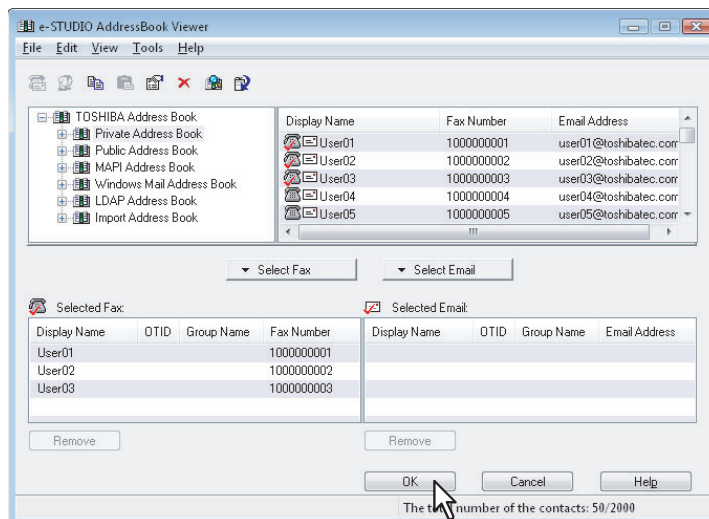 e-STUDIO AddressBook Viewer
File Edit View Tools Help
TOSHIBA Address Book
Private Address Book
Public Address Book
MAPI Address Book
Windows Mail Address Book
LDAP Address Book
Import Address Book
Display Name Fax Number Email Address
User01 1000000001 user01@toshibatec.com
User02 1000000002 user02@toshibatec.com
User03 1000000003 user03@toshibatec.com
User04 1000000004 user04@toshibatec.com
User05 1000000005 user05@toshibatec.com
Select Fax Select Email
Selected Fax: Selected Email:
Display Name OTID Group Name Fax Number Display Name OTID Group Name Email Address
User01 1000000001
User02 1000000002
User03 1000000003
Remove Remove
OK Cancel Help
The total number of the contacts: 50/2000